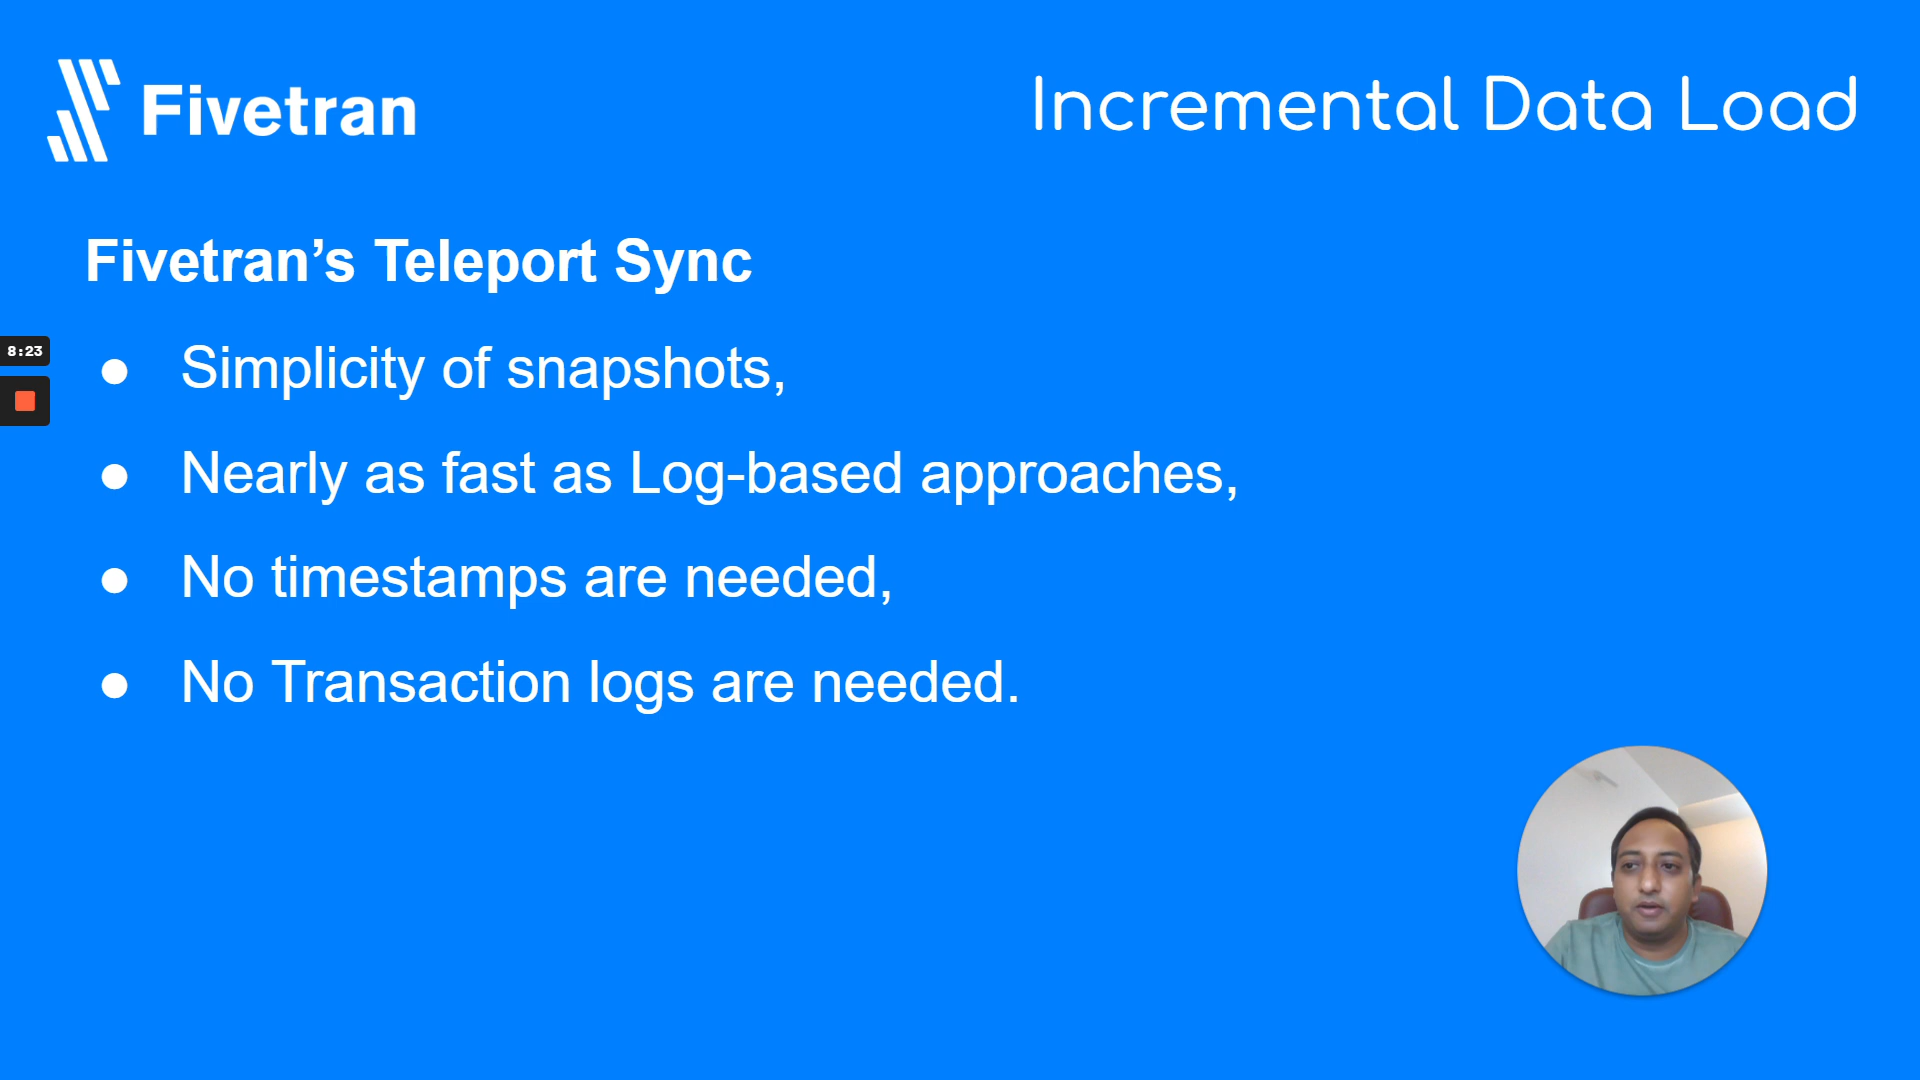 Fivetran
Incremental Data Load
Fivetran’s Teleport Sync
8:23
● Simplicity of snapshots,
● Nearly as fast as Log-based approaches,
● No timestamps are needed,
● No Transaction logs are needed.